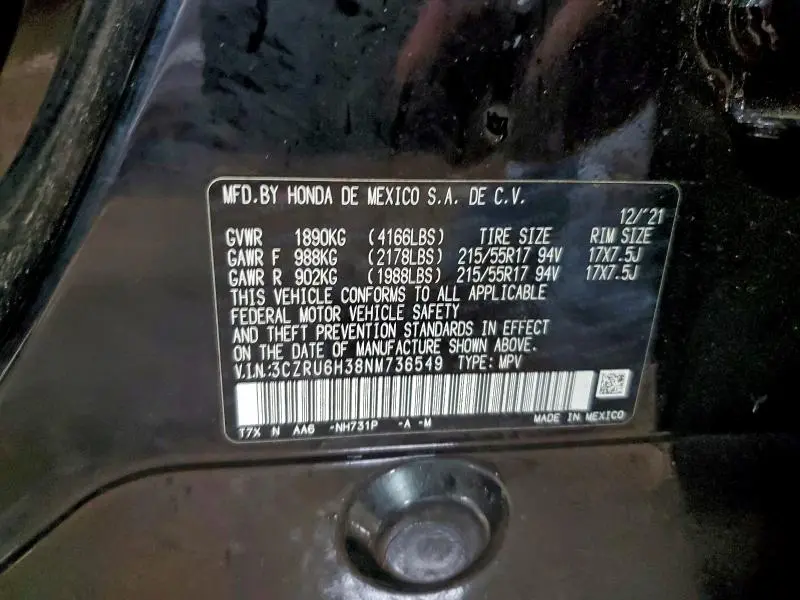 MFD.BY HONDA DE MEXICO S.A. DE C.V.
12/'21
GVWR 1890KG (4166LBS) TIRE SIZE RIM SIZE
GAWR F 988KG (2178LBS) 215/55R17 94V 17X7.5J
GAWR R 902KG (1988LBS) 215/55R17 94V 17X7.5J
THIS VEHICLE CONFORMS TO ALL APPLICABLE
FEDERAL MOTOR VEHICLE SAFETY
AND THEFT PREVENTION STANDARDS IN EFFECT
ON THE DATE OF MANUFACTURE SHOWN ABOVE.
V.I.N.:3CZRU6H38NM736549 TYPE: MPV
T7X N AA6 -NH731P -A -M MADE IN MEXICO